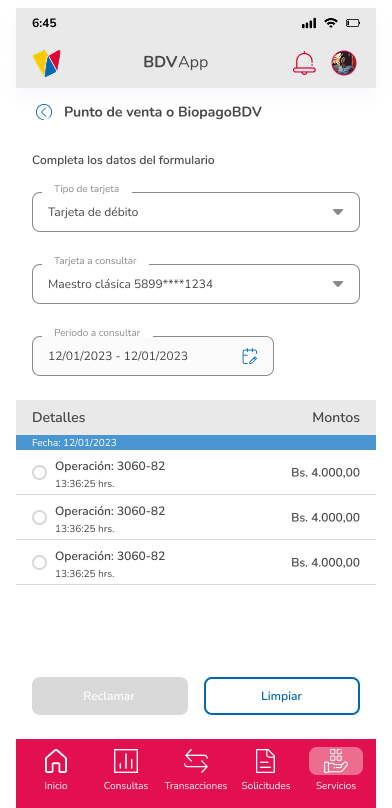 6:45
BDVApp
Punto de venta o BiopagoBDV
Completa los datos del formulario
Tipo de tarjeta
Tarjeta de débito
Tarjeta a consultar
Maestro clásica 5899****1234
Periodo a consultar
12/01/2023 - 12/01/2023
Detalles Montos
Fecha: 12/01/2023
Operación: 3060-82 Bs. 4.000,00
13:36:25 hrs.
Operación: 3060-82 Bs. 4.000,00
13:36:25 hrs.
Operación: 3060-82 Bs. 4.000,00
13:36:25 hrs.
Reclamar Limpiar
Inicio Consultas Transacciones Solicitudes Servicios